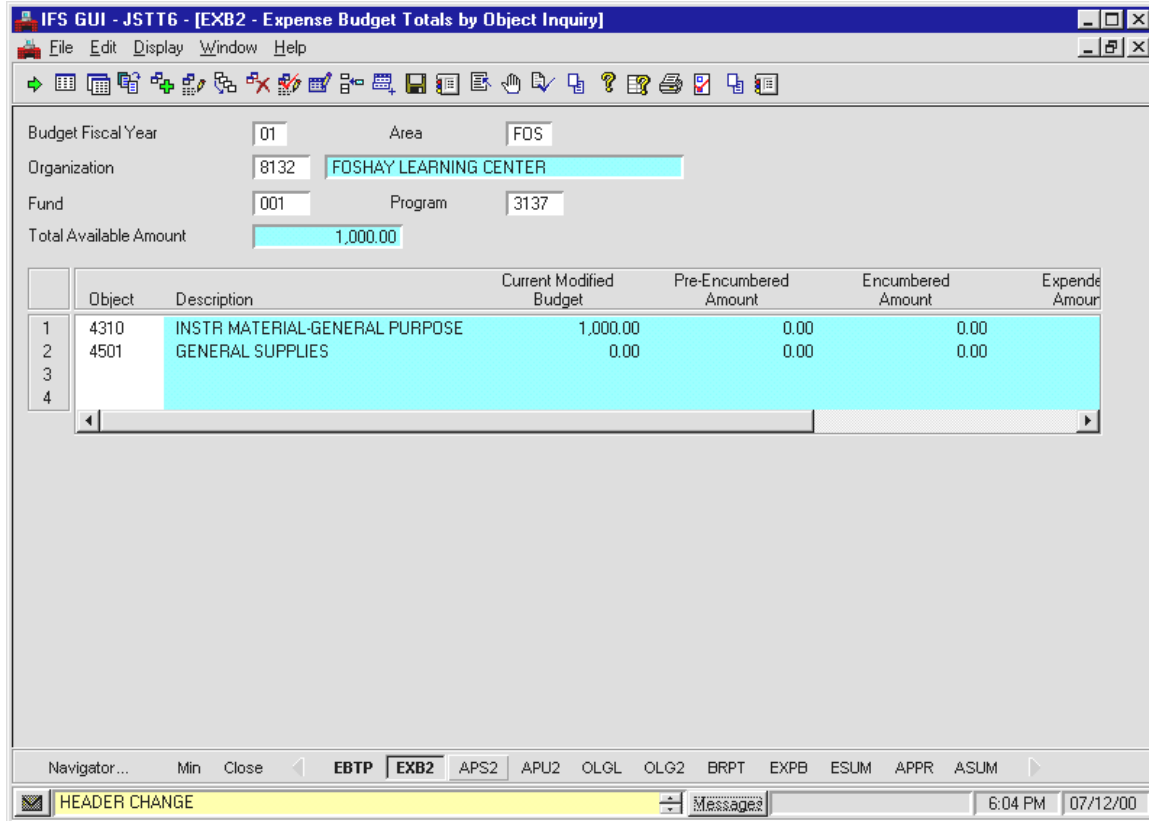 IFS GUI - JSTT6 - [EXB2 - Expense Budget Totals by Object Inquiry]
File Edit Display Window Help
Budget Fiscal Year 01 Area FOS
Organization 8132 FOSHAY LEARNING CENTER
Fund 001 Program 3137
Total Available Amount 1,000.00
Current Modified Pre-Encumbered Encumbered Expende
Object Description Budget Amount Amount Amour
1 4310 INSTR MATERIAL-GENERAL PURPOSE 1,000.00 0.00 0.00
2 4501 GENERAL SUPPLIES 0.00 0.00 0.00
3
4
Navigator... Min Close EBTP EXB2 APS2 APU2 OLGL OLG2 BRPT EXPB ESUM APPR ASUM
HEADER CHANGE Messages 6:04 PM 07/12/00